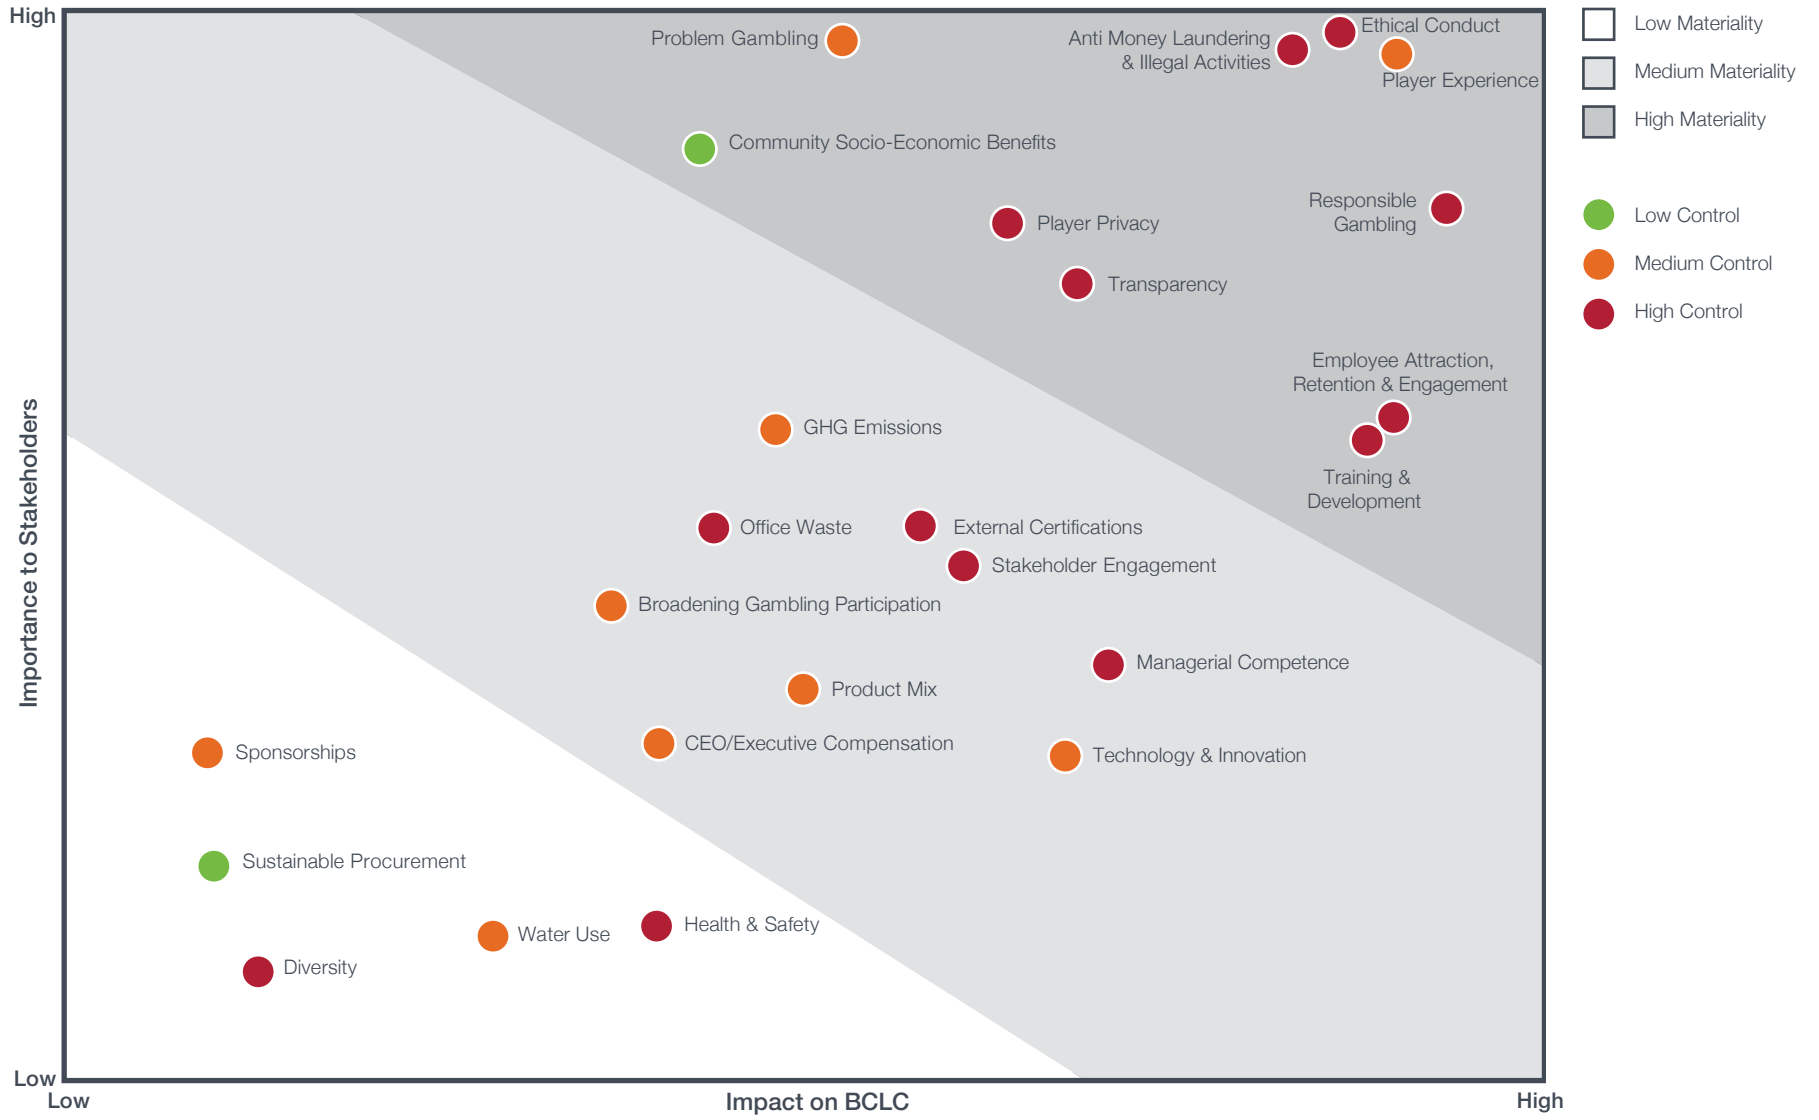 High
Problem Gambling
Anti Money Laundering
& Illegal Activities
Ethical Conduct
Player Experience
Community Socio-Economic Benefits
Player Privacy
Responsible
Gambling
Transparency
Employee Attraction,
Retention & Engagement
Training &
Development
GHG Emissions
Office Waste
External Certifications
Stakeholder Engagement
Broadening Gambling Participation
Managerial Competence
Product Mix
CEO/Executive Compensation
Technology & Innovation
Sponsorships
Sustainable Procurement
Water Use
Health & Safety
Diversity
Importance to Stakeholders
Low
Low
Impact on BCLC
High
Low Materiality
Medium Materiality
High Materiality
Low Control
Medium Control
High Control